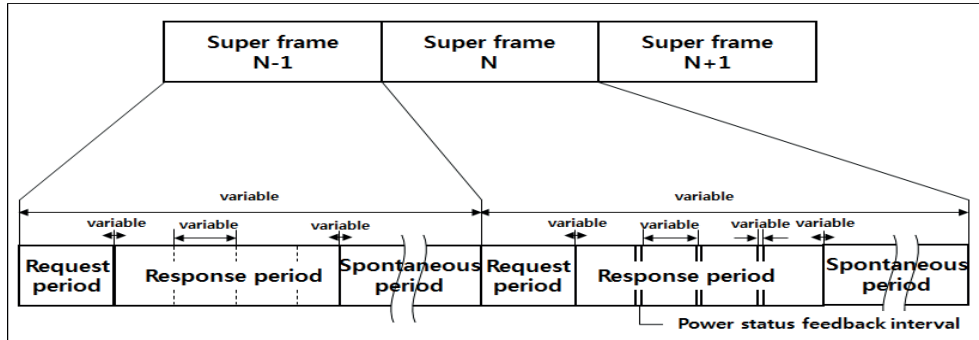 Super frame
N-1
Super frame
N
Super frame
N+1
variable
variable
variable
variable
variable
variable
variable
variable
variable
Request
period
Response period
Spontaneous
period
Request
period
Response period
Spontaneous
period
Power status feedback interval